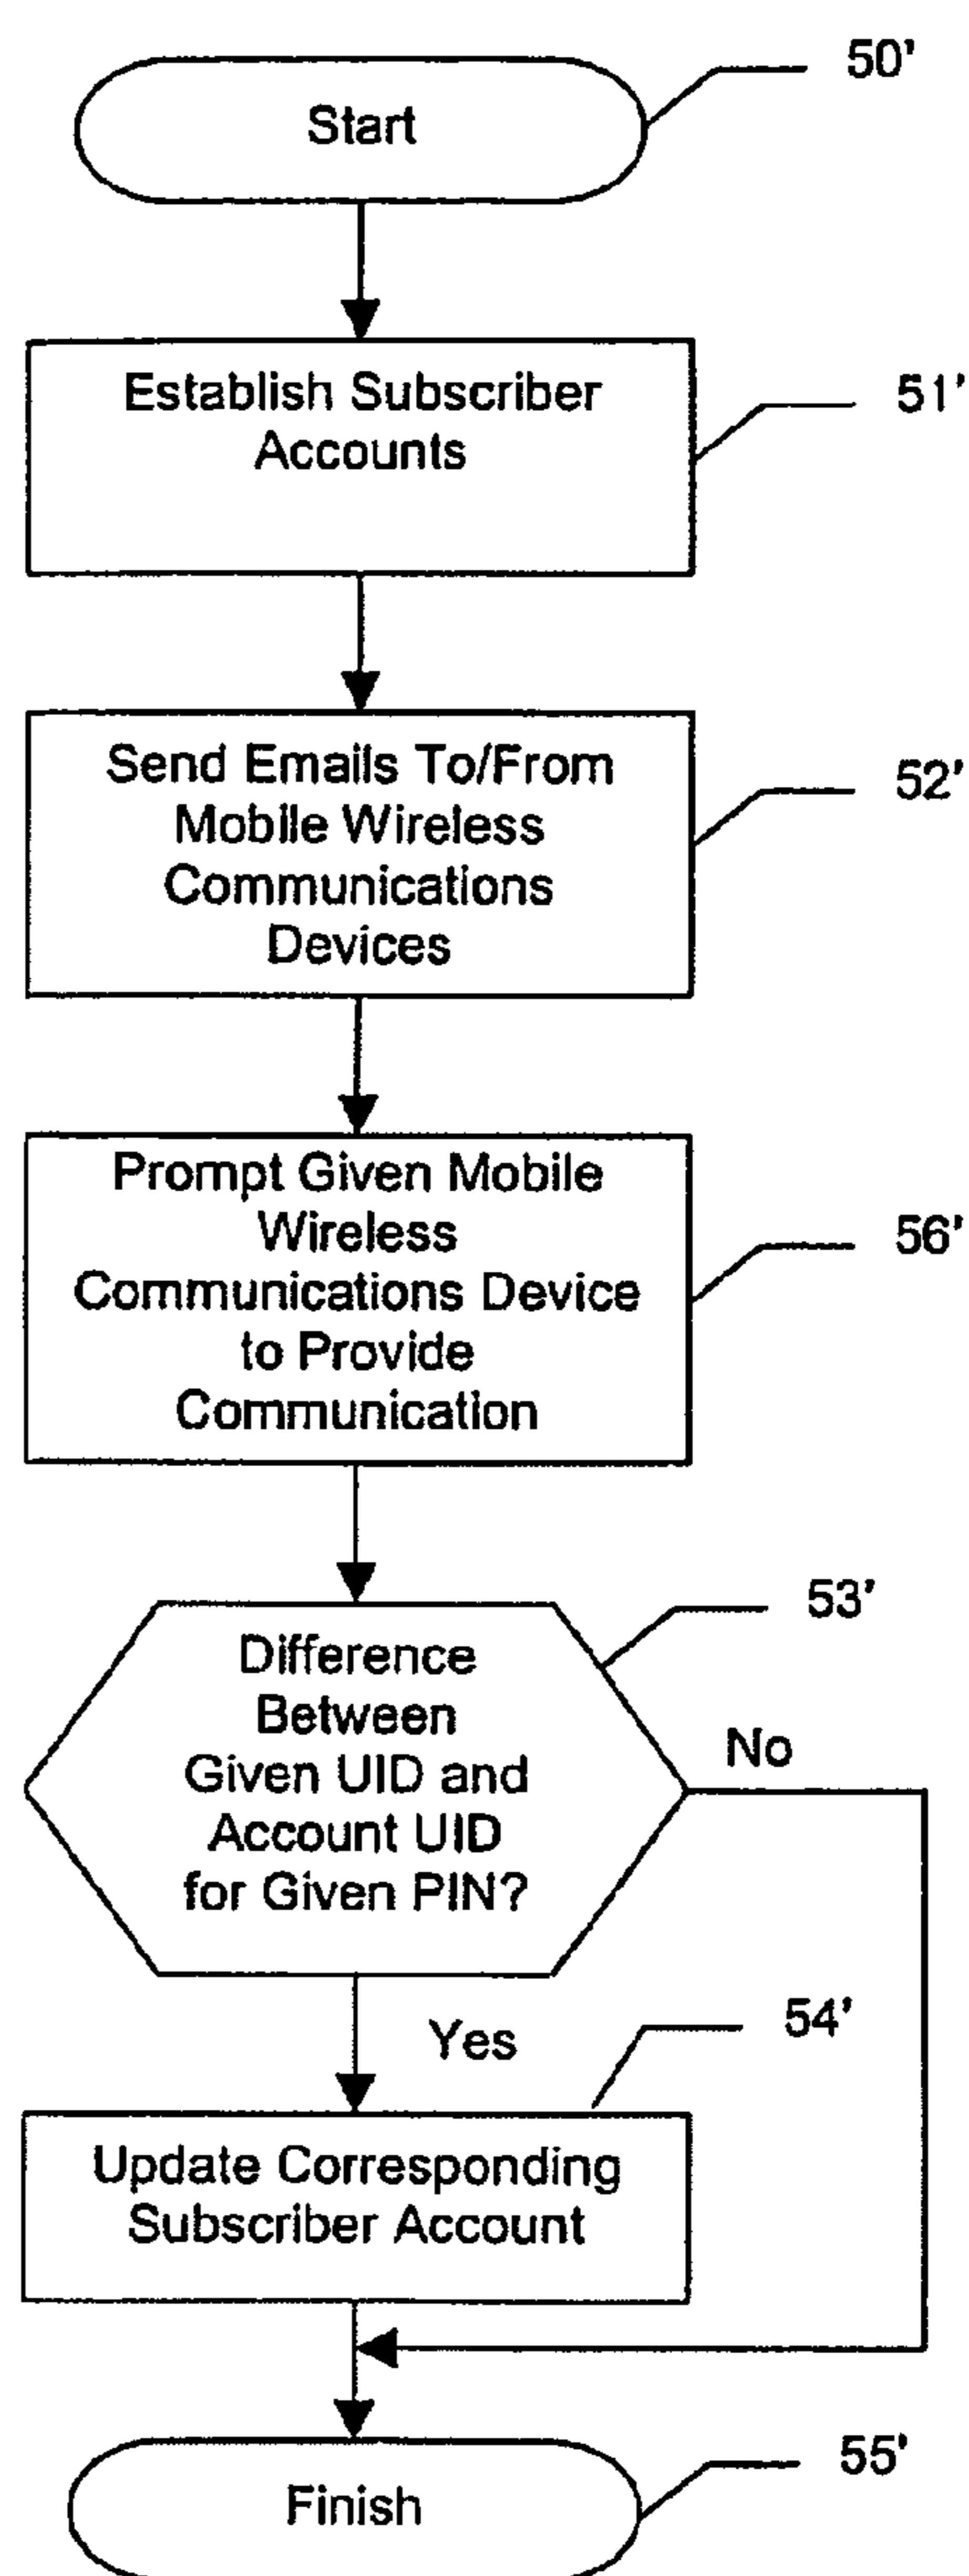 50'
Start
51'
Establish Subscriber
Accounts
52'
Send Emails To/From
Mobile Wireless
Communications
Devices
56'
Prompt Given Mobile
Wireless
Communications Device
to Provide
Communication
53'
Difference
Between
Given UID and
Account UID
for Given PIN?
No
Yes
54'
Update Corresponding
Subscriber Account
55'
Finish